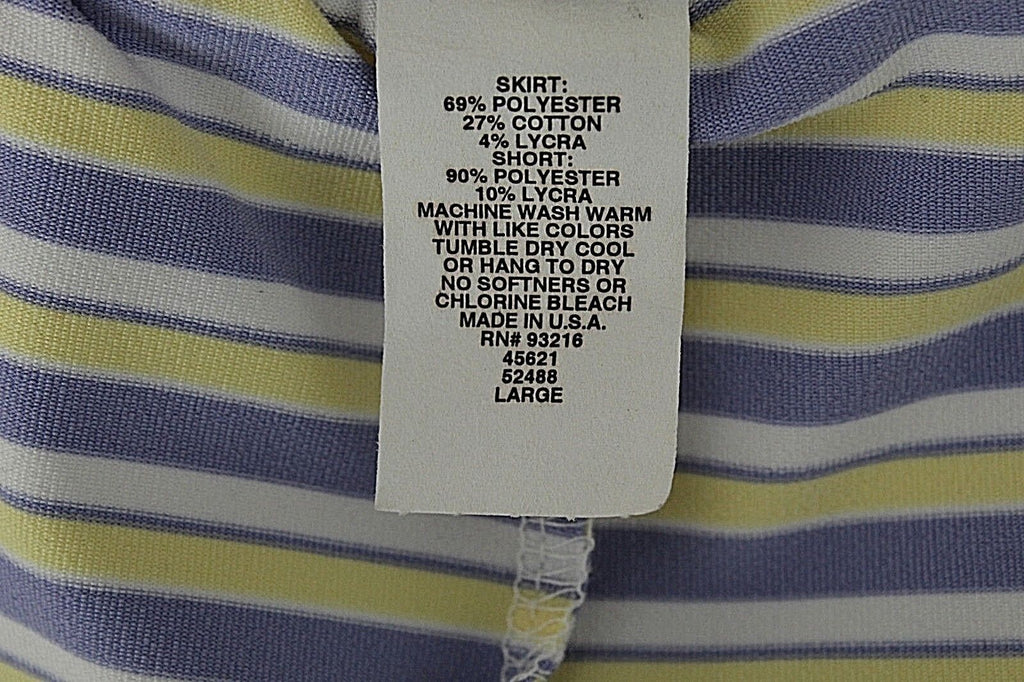 SKIRT:
69% POLYESTER
27% COTTON
4% LYCRA
SHORT:
90% POLYESTER
10% LYCRA
MACHINE WASH WARM
WITH LIKE COLORS
TUMBLE DRY COOL
OR HANG TO DRY
NO SOFTNERS OR
CHLORINE BLEACH
MADE IN U.S.A.
RN# 93216
45621
52488
LARGE